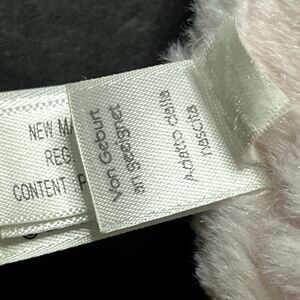 NEW MA
REG.
CONTENT P
Von Geburt
an geeignet
Adatto dalla
nascita